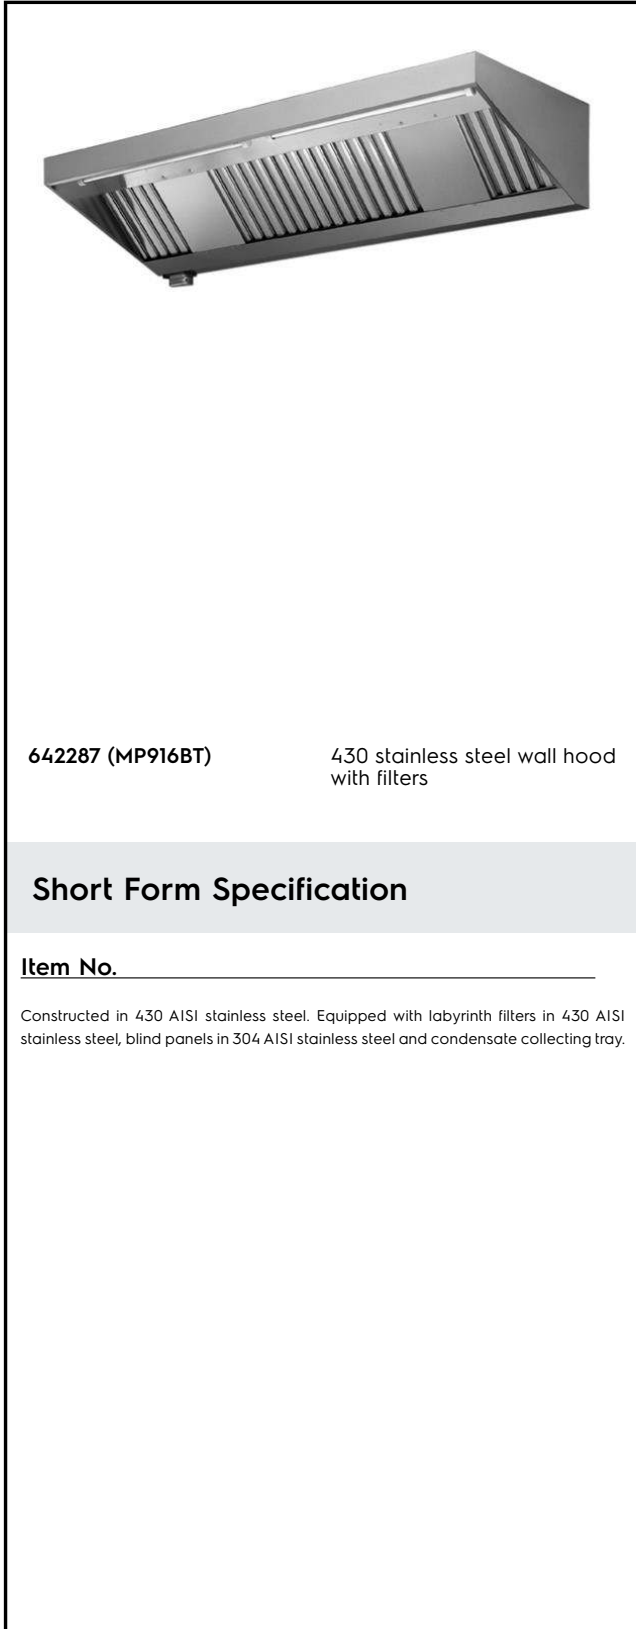 642287 (MP916BT)
430 stainless steel wall hood
with filters
Short Form Specification
Item No.
Constructed in 430 AISI stainless steel. Equipped with labyrinth filters in 430 AISI
stainless steel, blind panels in 304 AISI stainless steel and condensate collecting tray.